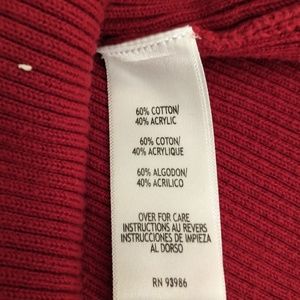 60% COTTON/
40% ACRYLIC
60% COTON/
40% ACRYLIQUE
60% ALGODON/
40% ACRILICO
OVER FOR CARE
INSTRUCTIONS AU REVERS
INSTRUCCIONES DE IMPIEZA
AL DORSO
RN 93986